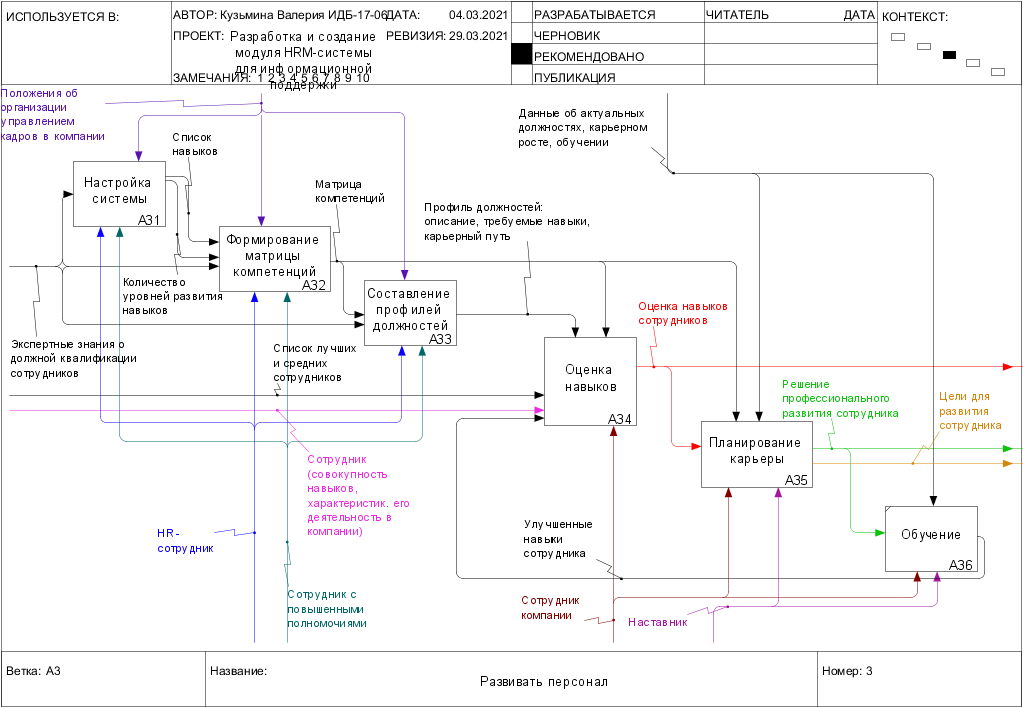 ИСПОЛЬЗУЕТСЯ В:
АВТОР: Кузьмина Валерия ИДБ-17-06
ДАТА: 04.03.2021
РАЗРАБАТЫВАЕТСЯ
ЧИТАТЕЛЬ
ДАТА
КОНТЕКСТ:
ПРОЕКТ: Разработка и создание
модуля HRM-системы
для информационной
поддержки
РЕВИЗИЯ: 29.03.2021
ЧЕРНОВИК
РЕКОМЕНДОВАНО
ЗАМЕЧАНИЯ: 1 2 3 4 5 6 7 8 9 10
ПУБЛИКАЦИЯ
Положения об
организации
управлением
кадров в компании
Список
навыков
Данные об актуальных
должностях, карьерном
росте, обучении
Настройка
системы
A31
Матрица
компетенций
Профиль должностей:
описание, требуемые навыки,
карьерный путь
Формирование
матрицы
компетенций
A32
Количество
уровней развития
навыков
Составление
профилей
должностей
A33
Экспертные знания о
должной квалификации
сотрудников
Список лучших
и средних
сотрудников
Оценка навыков
сотрудников
Оценка
навыков
A34
Решение
профессионального
развития сотрудника
Цели для
развития
сотрудника
Планирование
карьеры
A35
Сотрудник
(совокупность
навыков,
характеристик. его
деятельность в
компании)
HR-
сотрудник
Улучшенные
навыки
сотрудника
Обучение
A36
Сотрудник с
повышенными
полномочиями
Сотрудник
компании
Наставник
Ветка: A3
Название:
Развивать персонал
Номер: 3